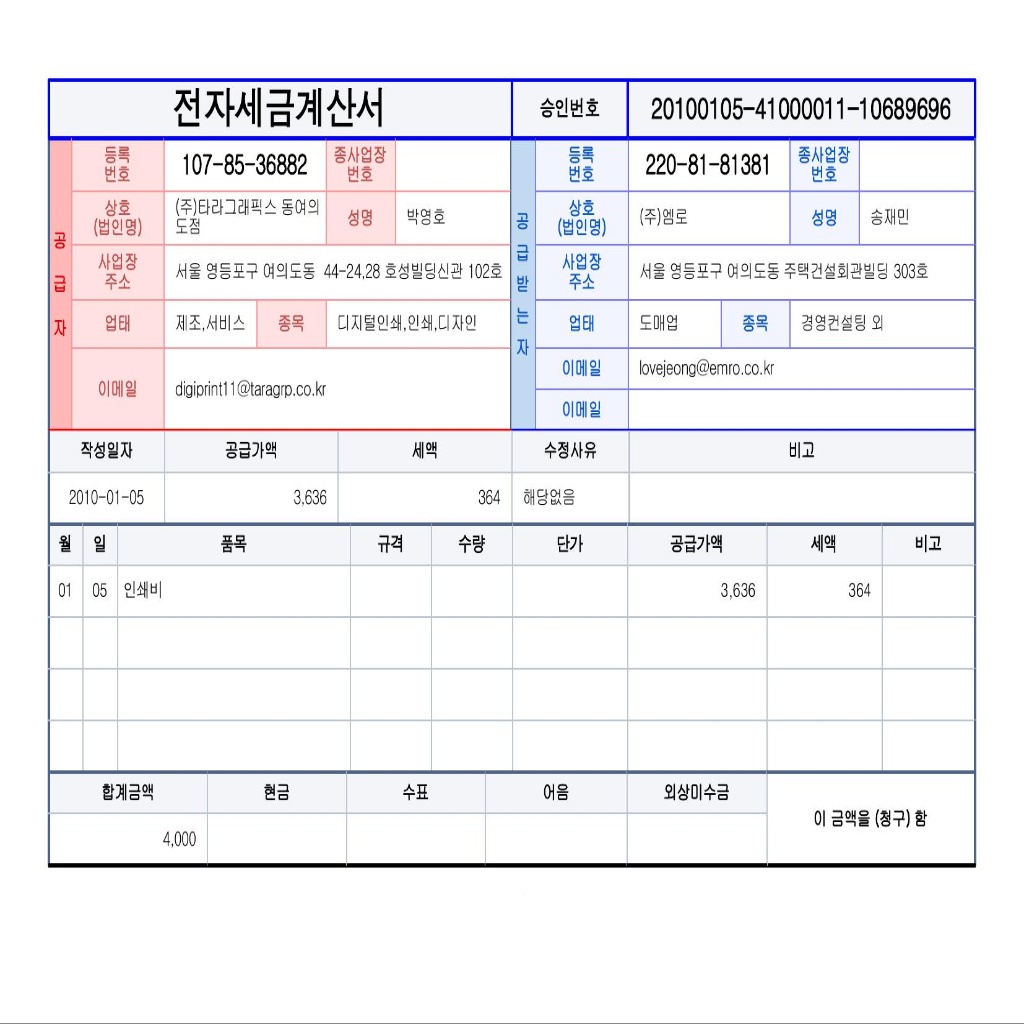 전자세금계산서 승인번호 20100105-41000011-10689696
공급자
등록번호 107-85-36882 종사업장번호
상호(법인명) (주)타라그래픽스 동여의도점 성명 박영호
사업장주소 서울 영등포구 여의도동 44-24,28 호성빌딩신관 102호
업태 제조,서비스 종목 디지털인쇄,인쇄,디자인
이메일 digiprint11@taragrp.co.kr
공급받는자
등록번호 220-81-81381 종사업장번호
상호(법인명) (주)엠로 성명 송재민
사업장주소 서울 영등포구 여의도동 주택건설회관빌딩 303호
업태 도매업 종목 경영컨설팅 외
이메일 lovejeong@emro.co.kr
이메일
작성일자 공급가액 세액 수정사유 비고
2010-01-05 3,636 364 해당없음
월 일 품목 규격 수량 단가 공급가액 세액 비고
01 05 인쇄비 3,636 364
합계금액 현금 수표 어음 외상미수금 이 금액을 (청구) 함
4,000